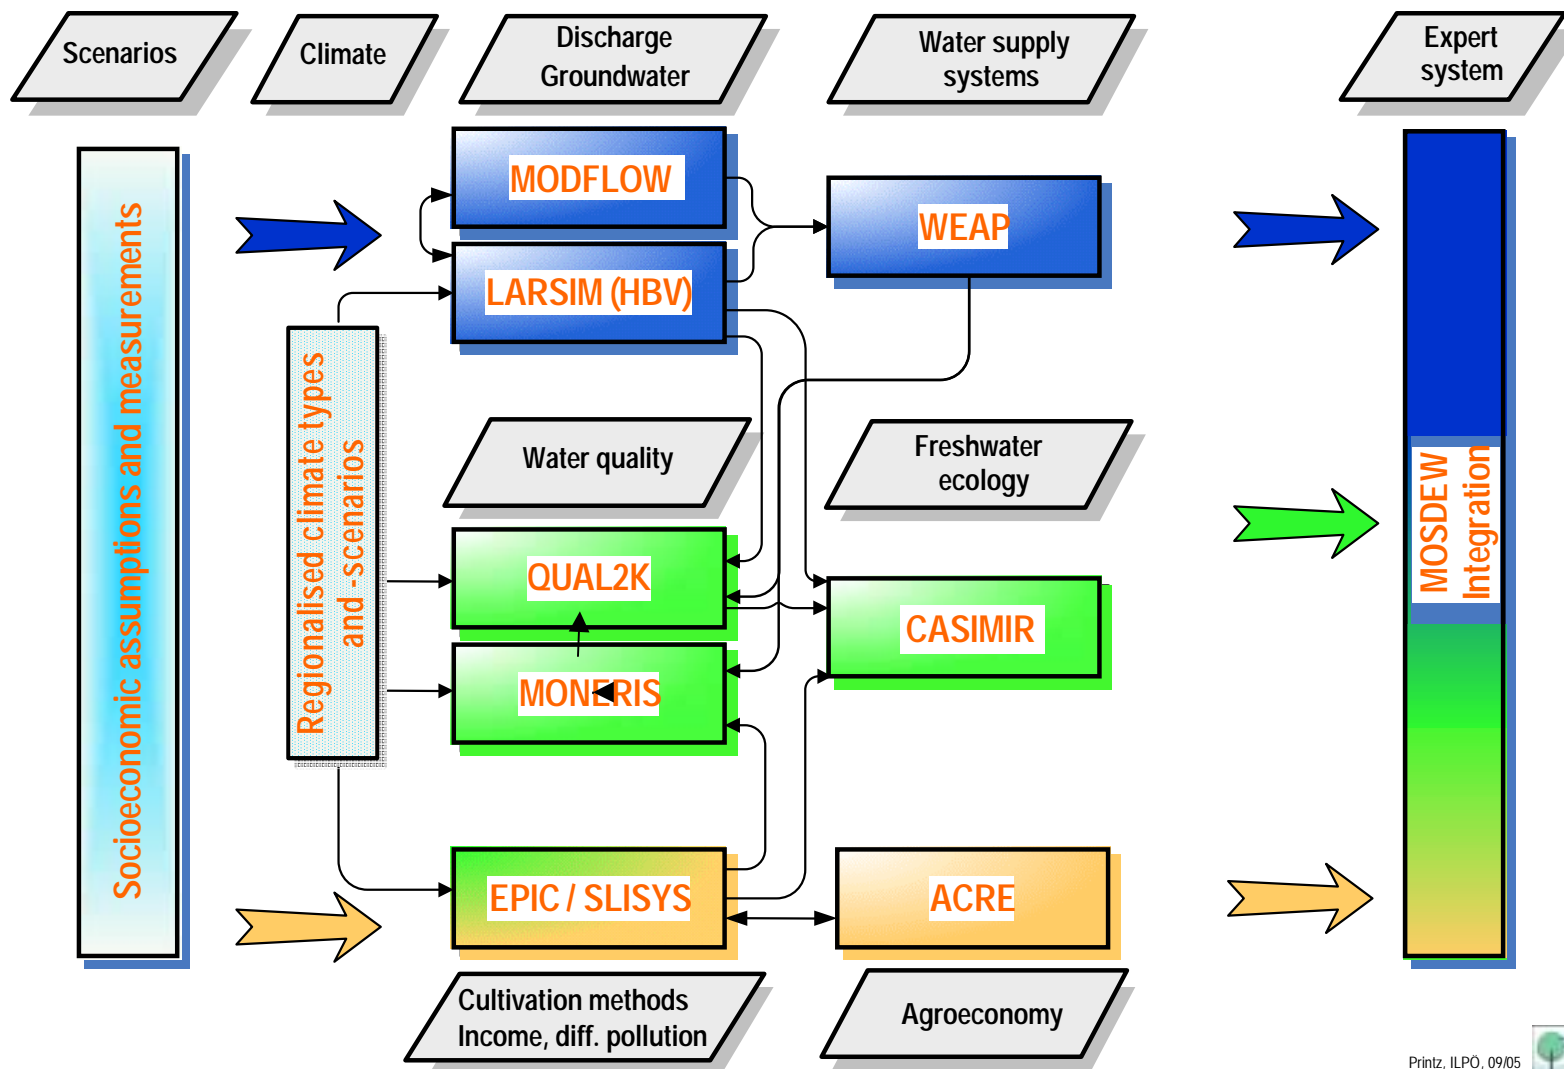 Scenarios
Climate
Discharge
Groundwater
Water supply
systems
Expert
system
Socioeconomic assumptions and measurements
Regionalised climate types
and -scenarios
MODFLOW
LARSIM (HBV)
WEAP
Water quality
Freshwater
ecology
QUAL2K
MONERIS
CASIMIR
MOSDEW
Integration
EPIC / SLISYS
ACRE
Cultivation methods
Income, diff. pollution
Agroeconomy
Printz, ILPÖ, 09/05